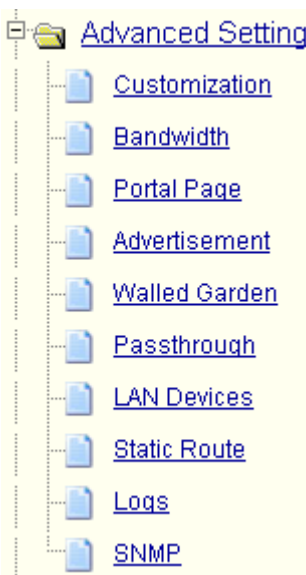 Advanced Setting
Customization
Bandwidth
Portal Page
Advertisement
Walled Garden
Passthrough
LAN Devices
Static Route
Logs
SNMP